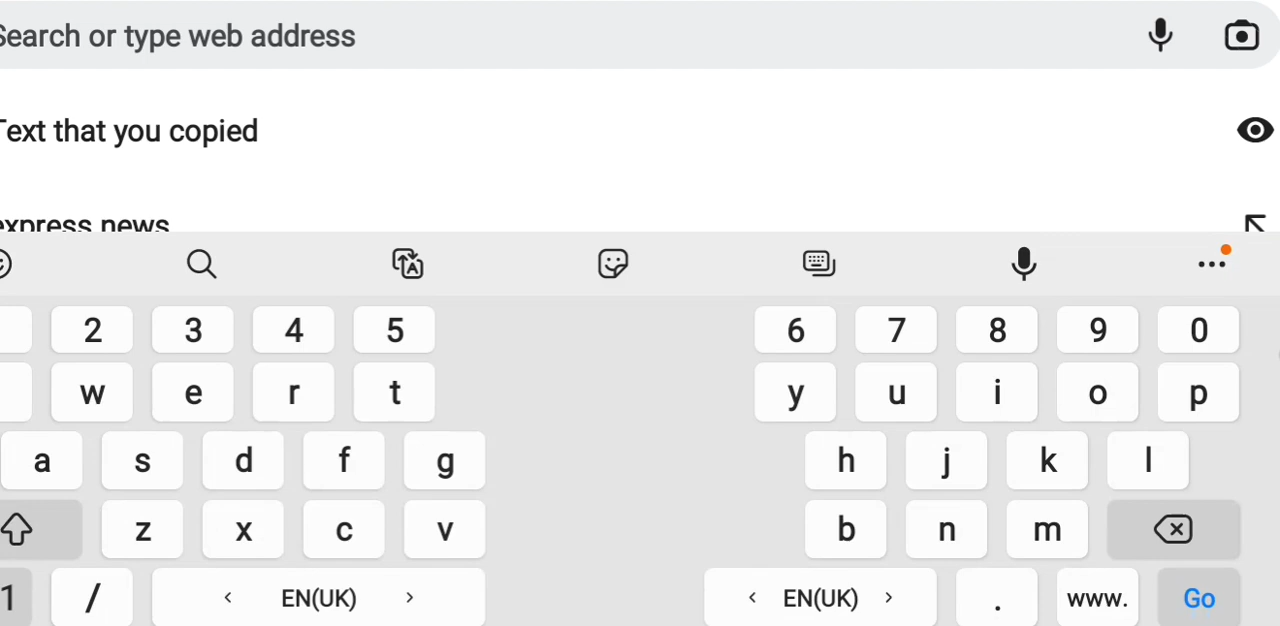 Search or type web address
Text that you copied
express news
2 3 4 5 6 7 8 9 0
w e r t y u i o p
a s d f g h j k l
z x c v b n m
1 / < EN(UK) > < EN(UK) > . www. Go